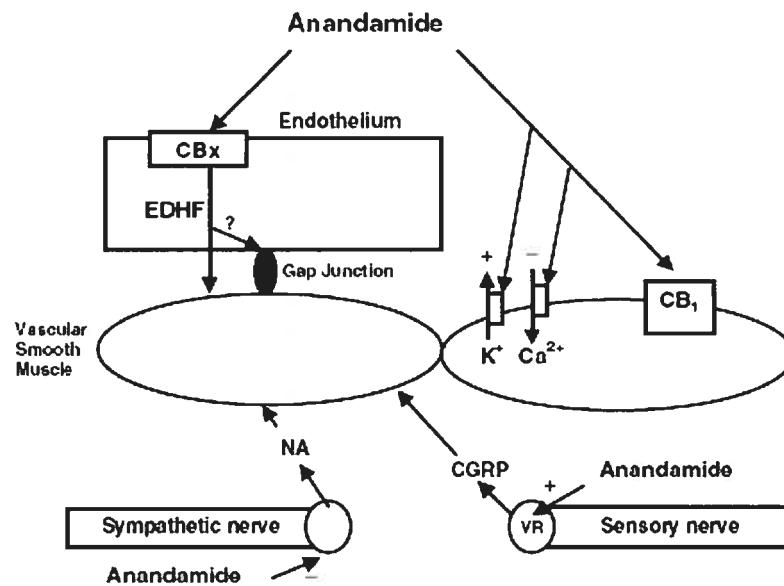 Anandamide
Endothelium
CBx
EDHF
?
Gap Junction
+
–
CB₁
Vascular
Smooth
Muscle
K⁺
Ca²⁺
NA
CGRP
Anandamide
+
Sympathetic nerve
VR
Sensory nerve
Anandamide
–